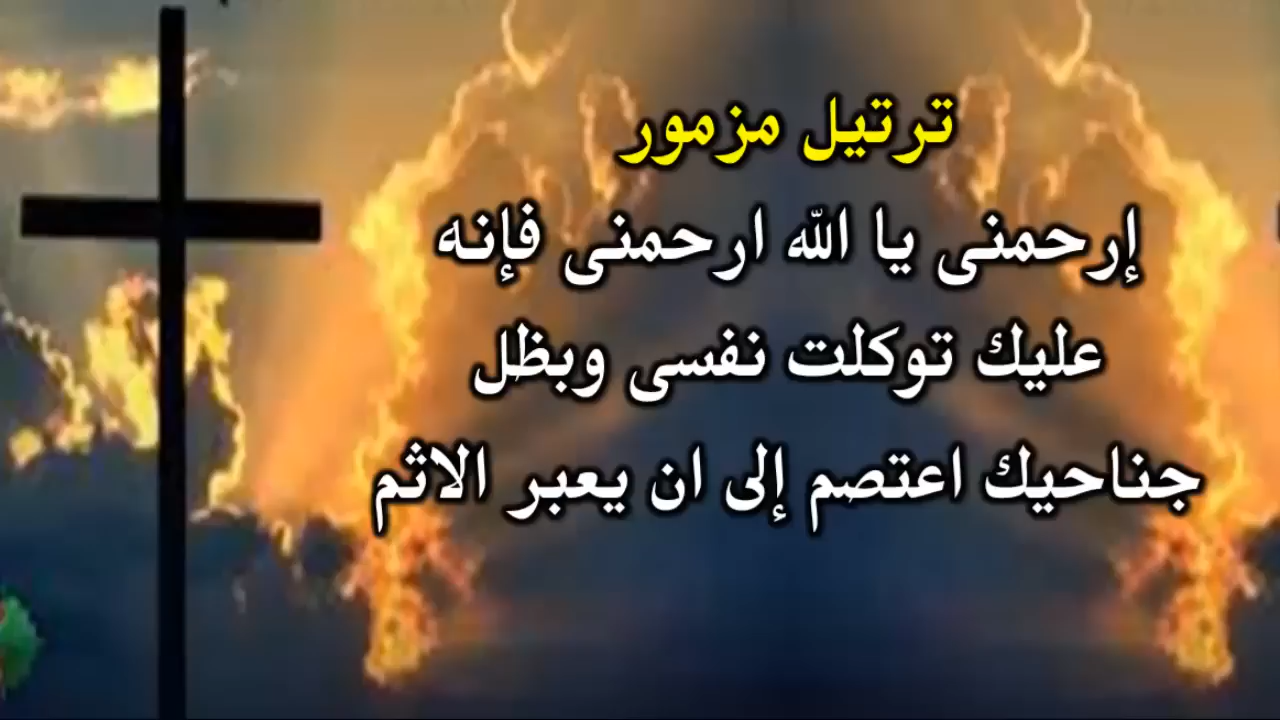 ترتيل مزمور
إرحمنى يا الله ارحمنى فإنه
عليك توكلت نفسى وبظل
جناحيك اعتصم إلى ان يعبر الاثم